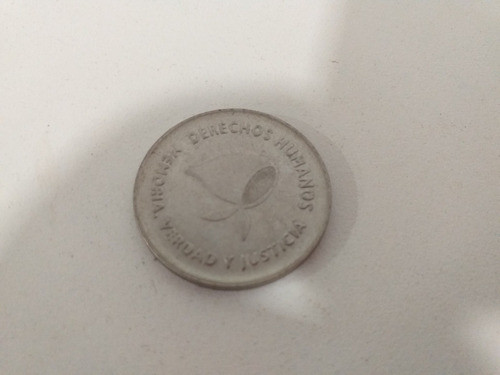 DERECHOS HUMANOS
MEMORIA, VERDAD Y JUSTICIA